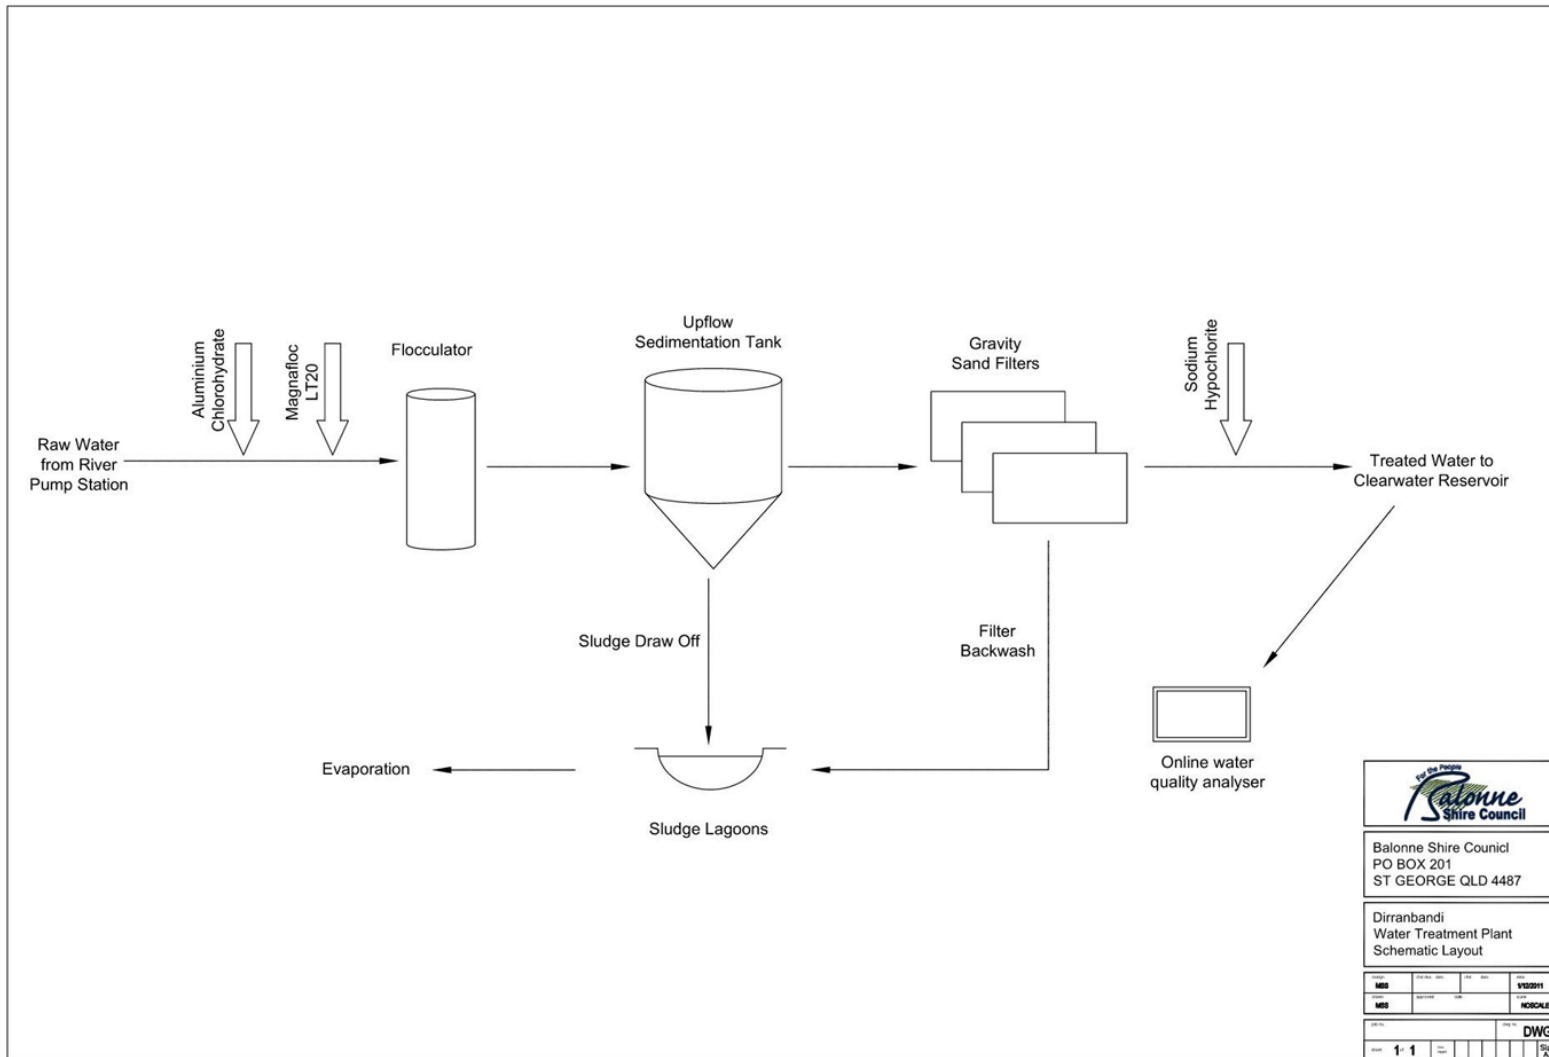 Aluminium
Chlorohydrate
Magnafloc
LT20
Flocculator
Upflow
Sedimentation Tank
Gravity
Sand Filters
Sodium
Hypochlorite
Raw Water
from River
Pump Station
Treated Water to
Clearwater Reservoir
Sludge Draw Off
Filter
Backwash
Evaporation
Sludge Lagoons
Online water
quality analyser
For the People
Balonne
Shire Council
Balonne Shire Counicl
PO BOX 201
ST GEORGE QLD 4487
Dirranbandi
Water Treatment Plant
Schematic Layout
MSS
1/12/2011
MSS
NOSCALE
DWG
1 of 1